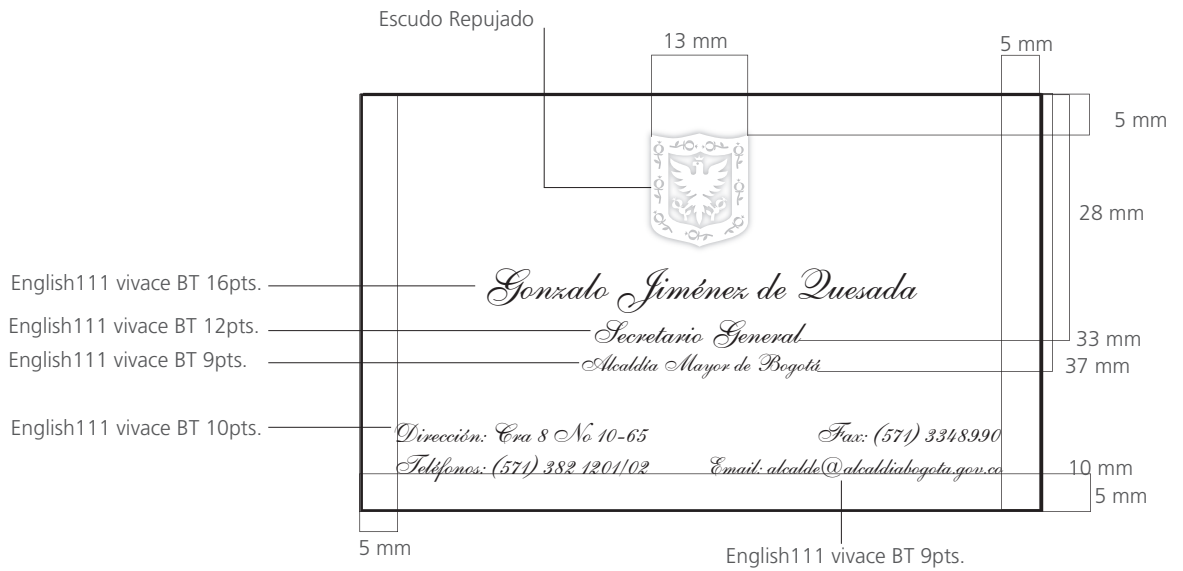 Escudo Repujado
13 mm
5 mm
5 mm
28 mm
English111 vivace BT 16pts.
Gonzalo Jiménez de Quesada
English111 vivace BT 12pts.
Secretario General
33 mm
English111 vivace BT 9pts.
Alcaldía Mayor de Bogotá
37 mm
English111 vivace BT 10pts.
Dirección: Cra 8 No 10-65
Fax: (571) 3348990
Teléfonos: (571) 382 1201/02
Email: alcalde@alcaldiabogota.gov.co
10 mm
5 mm
5 mm
English111 vivace BT 9pts.